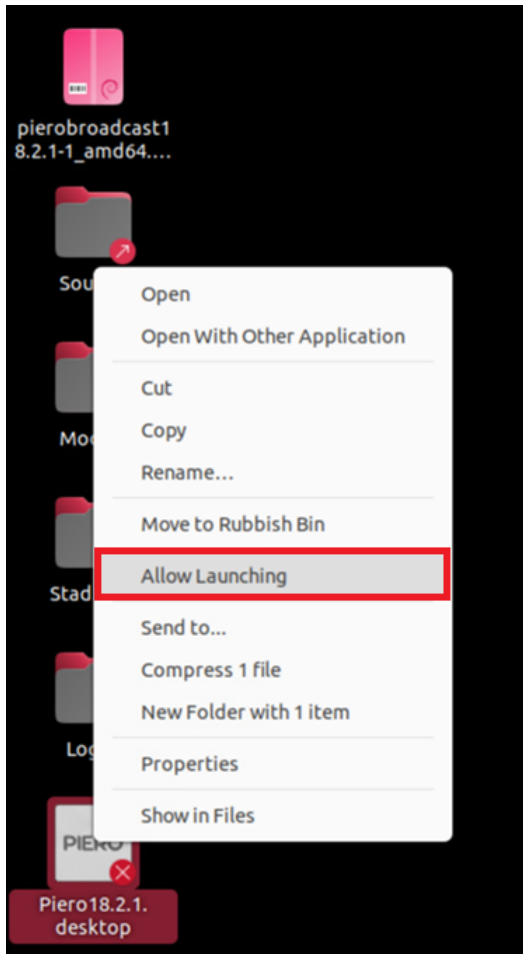 pierobroadcast1
8.2.1-1_amd64....
Sou
Open
Open With Other Application
Cut
Copy
Moo
Rename...
Move to Rubbish Bin
Allow Launching
Stad
Send to...
Compress 1 file
New Folder with 1 item
Log
Properties
Show in Files
PIERO
Piero18.2.1.
desktop